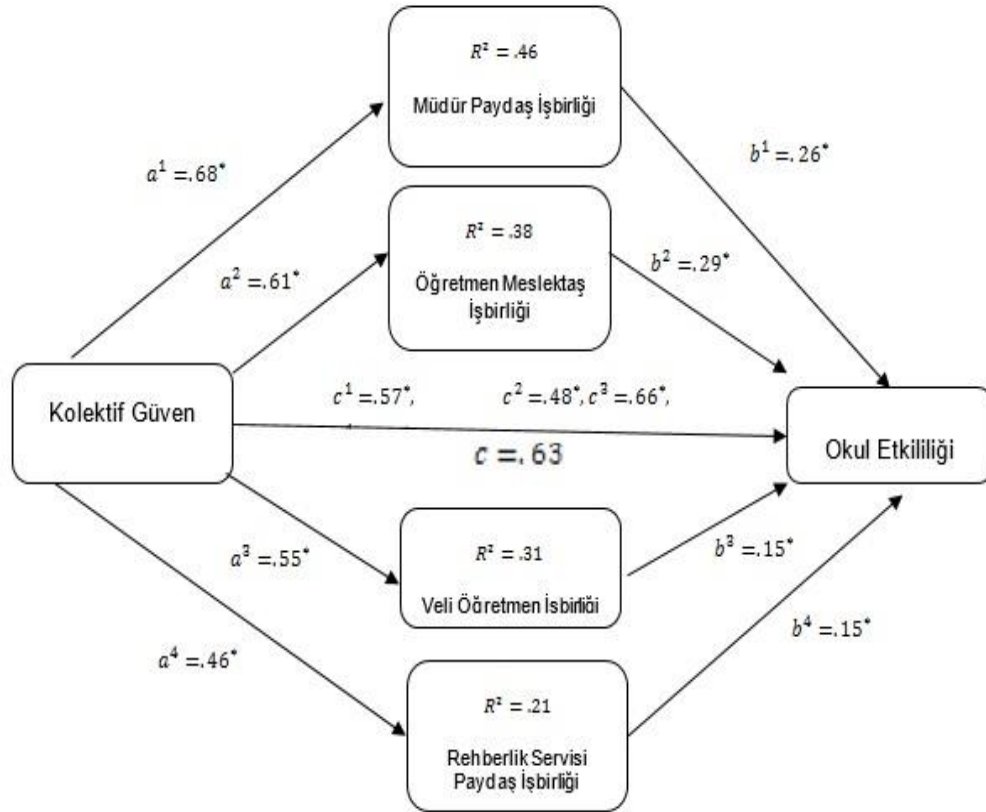 R² = .46
Müdür Paydaş İşbirliği
a¹ =.68*
b¹ =.26*
R² = .38
Öğretmen Meslektaş
İşbirliği
a² =.61*
b² =.29*
Kolektif Güven
c¹ =.57*, c² =.48*, c³ =.66*,
c =. 63
Okul Etkililiği
R² = .31
Veli Öğretmen İsbirliği
a³ =.55*
b³ =.15*
a⁴ =.46*
b⁴ =.15*
R² = .21
Rehberlik Servisi
Paydaş İşbirliği